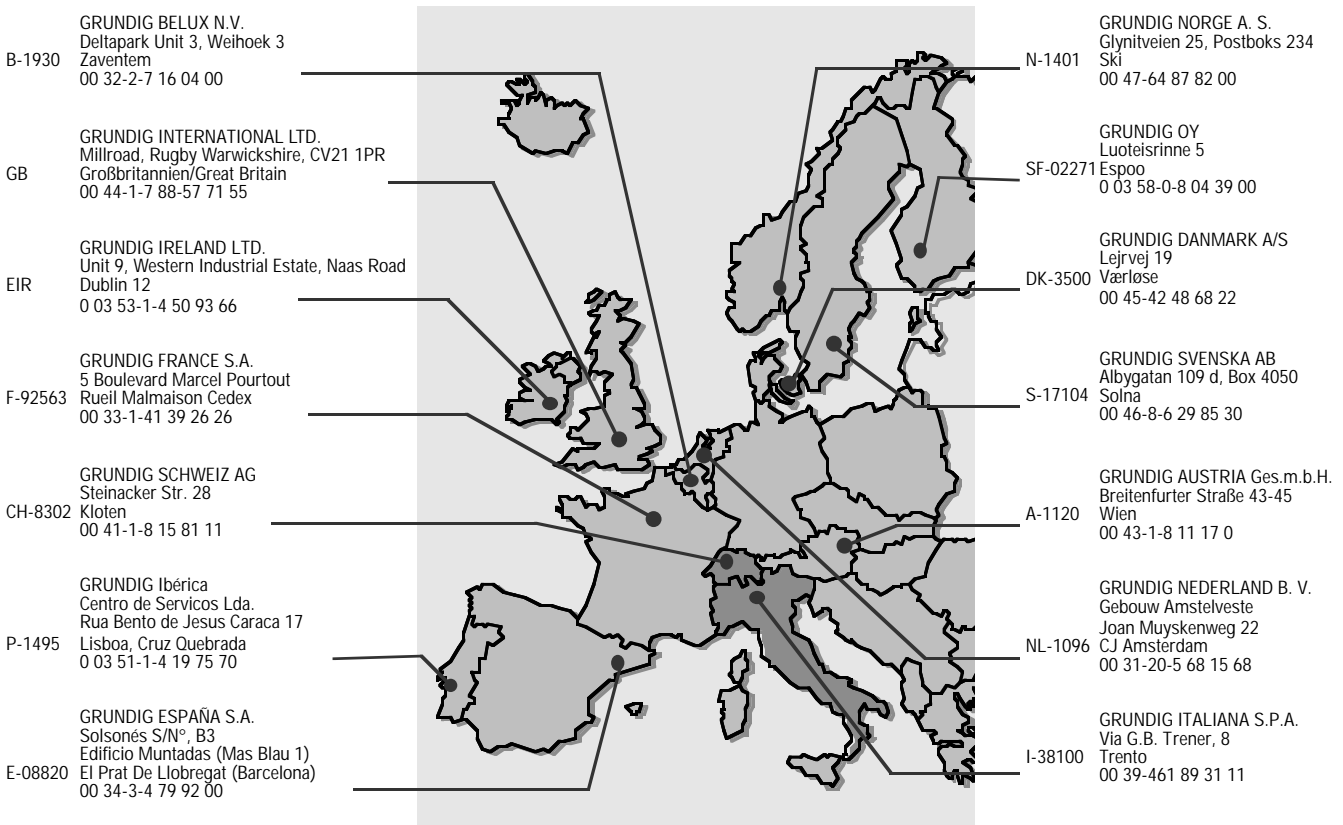 GRUNDIG BELUX N.V.
Deltapark Unit 3, Weihoek 3
B-1930 Zaventem
00 32-2-7 16 04 00
GRUNDIG INTERNATIONAL LTD.
Millroad, Rugby Warwickshire, CV21 1PR
GB Großbritannien/Great Britain
00 44-1-7 88-57 71 55
GRUNDIG IRELAND LTD.
Unit 9, Western Industrial Estate, Naas Road
EIR Dublin 12
0 03 53-1-4 50 93 66
GRUNDIG FRANCE S.A.
5 Boulevard Marcel Pourtout
F-92563 Rueil Malmaison Cedex
00 33-1-41 39 26 26
GRUNDIG SCHWEIZ AG
Steinacker Str. 28
CH-8302 Kloten
00 41-1-8 15 81 11
GRUNDIG Ibérica
Centro de Servicos Lda.
Rua Bento de Jesus Caraca 17
P-1495 Lisboa, Cruz Quebrada
0 03 51-1-4 19 75 70
GRUNDIG ESPAÑA S.A.
Solsonés S/N°, B3
Edificio Muntadas (Mas Blau 1)
E-08820 El Prat De Llobregat (Barcelona)
00 34-3-4 79 92 00
GRUNDIG NORGE A. S.
Glynitveien 25, Postboks 234
N-1401 Ski
00 47-64 87 82 00
GRUNDIG OY
Luoteisrinne 5
SF-02271 Espoo
0 03 58-0-8 04 39 00
GRUNDIG DANMARK A/S
Lejrvej 19
DK-3500 Værløse
00 45-42 48 68 22
GRUNDIG SVENSKA AB
Albygatan 109 d, Box 4050
S-17104 Solna
00 46-8-6 29 85 30
GRUNDIG AUSTRIA Ges.m.b.H.
Breitenfurter Straße 43-45
A-1120 Wien
00 43-1-8 11 17 0
GRUNDIG NEDERLAND B. V.
Gebouw Amstelveste
Joan Muyskenweg 22
NL-1096 CJ Amsterdam
00 31-20-5 68 15 68
GRUNDIG ITALIANA S.P.A.
Via G.B. Trener, 8
I-38100 Trento
00 39-461 89 31 11